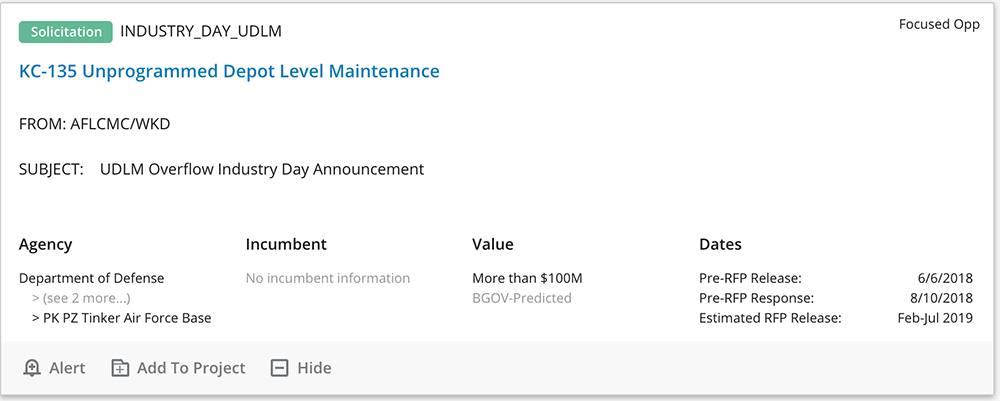 Solicitation INDUSTRY_DAY_UDLM
Focused Opp
KC-135 Unprogrammed Depot Level Maintenance
FROM: AFLCMC/WKD
SUBJECT: UDLM Overflow Industry Day Announcement
Agency Incumbent Value Dates
Department of Defense No incumbent information More than $100M Pre-RFP Release: 6/6/2018
> (see 2 more...) BGOV-Predicted Pre-RFP Response: 8/10/2018
> PK PZ Tinker Air Force Base Estimated RFP Release: Feb-Jul 2019
Alert Add To Project Hide